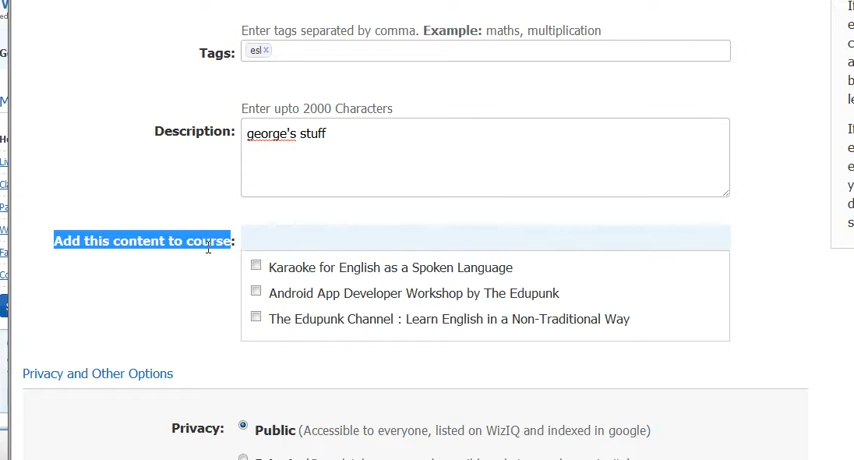 Enter tags separated by comma. Example: maths, multiplication
Tags:
esl x
Enter upto 2000 Characters
Description:
george's stuff
Add this content to course:
Karaoke for English as a Spoken Language
Android App Developer Workshop by The Edupunk
The Edupunk Channel : Learn English in a Non-Traditional Way
Privacy and Other Options
Privacy:
Public (Accessible to everyone, listed on WizIQ and indexed in google)